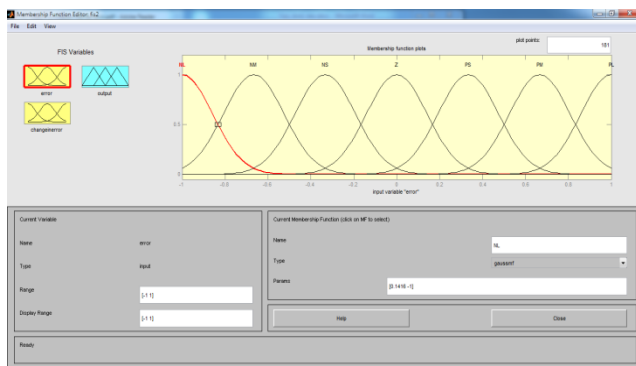 Membership Function Editor: fis2
File Edit View
FIS Variables
error
output
changeinerror
Membership function plots
plot points:
181
NL NM NS Z PS PM PL
1
0.5
0
-1 -0.8 -0.6 -0.4 -0.2 0 0.2 0.4 0.6 0.8 1
input variable "error"
Current Variable
Name error
Type input
Range [-1 1]
Display Range [-1 1]
Current Membership Function (click on MF to select)
Name NL
Type gaussmf
Params [0.1416 -1]
Help Close
Ready